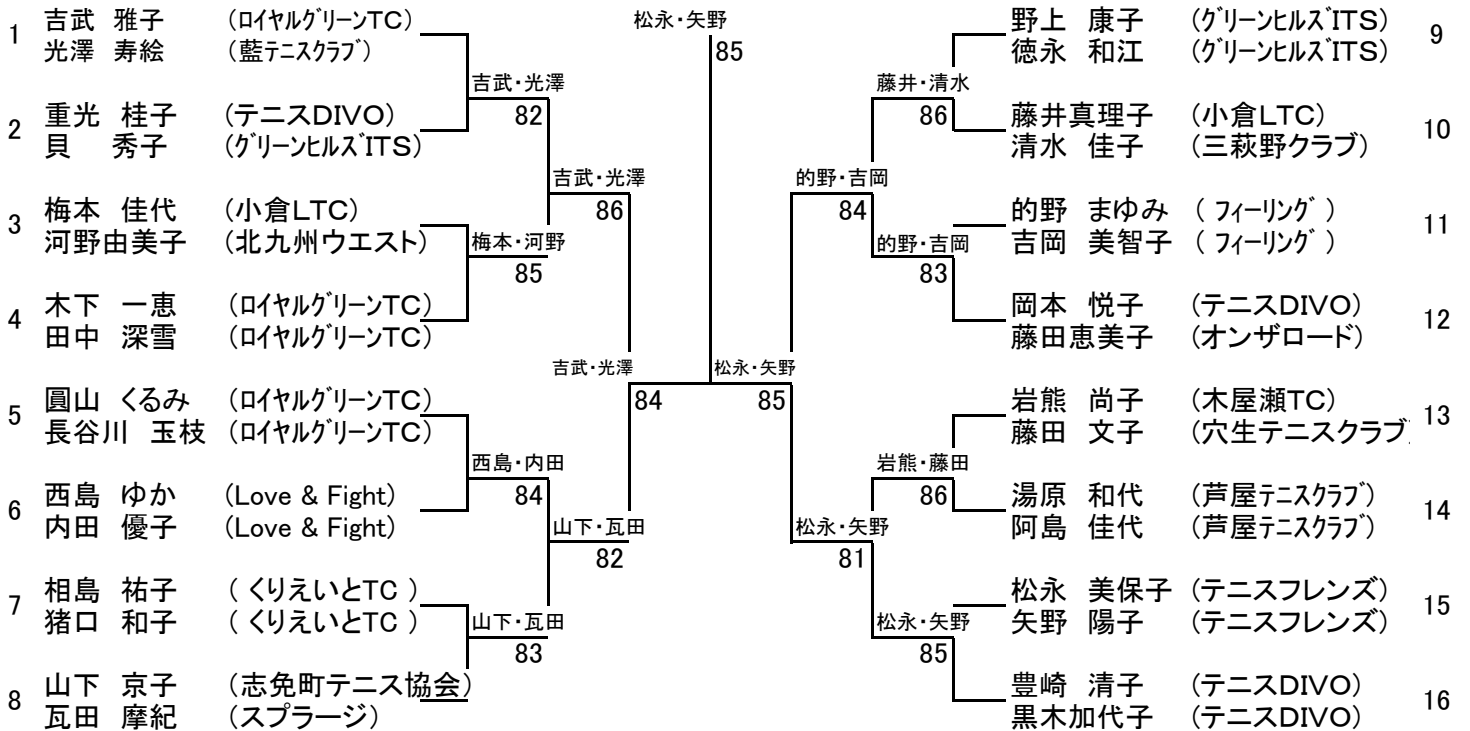 1 吉武 雅子 (ロイヤルグリーンTC)
光澤 寿絵 (藍テニスクラブ)
吉武・光澤
82
2 重光 桂子 (テニスDIVO)
貝 秀子 (グリーンヒルズITS)
吉武・光澤
86
3 梅本 佳代 (小倉LTC)
河野由美子 (北九州ウエスト)
梅本・河野
85
4 木下 一恵 (ロイヤルグリーンTC)
田中 深雪 (ロイヤルグリーンTC)
吉武・光澤
84
5 圓山 くるみ (ロイヤルグリーンTC)
長谷川 玉枝 (ロイヤルグリーンTC)
西島・内田
84
6 西島 ゆか (Love & Fight)
内田 優子 (Love & Fight)
山下・瓦田
82
7 相島 祐子 ( くりえいとTC )
猪口 和子 ( くりえいとTC )
山下・瓦田
83
8 山下 京子 (志免町テニス協会)
瓦田 摩紀 (スプラージ)
松永・矢野
85
野上 康子 (グリーンヒルズITS) 9
徳永 和江 (グリーンヒルズITS)
藤井・清水
86
藤井真理子 (小倉LTC) 10
清水 佳子 (三萩野クラブ)
的野・吉岡
84
的野 まゆみ ( フィーリング ) 11
吉岡 美智子 ( フィーリング )
的野・吉岡
83
岡本 悦子 (テニスDIVO) 12
藤田恵美子 (オンザロード)
松永・矢野
85
岩熊 尚子 (木屋瀬TC) 13
藤田 文子 (穴生テニスクラブ)
岩熊・藤田
86
湯原 和代 (芦屋テニスクラブ) 14
阿島 佳代 (芦屋テニスクラブ)
松永・矢野
81
松永 美保子 (テニスフレンズ) 15
矢野 陽子 (テニスフレンズ)
松永・矢野
85
豊崎 清子 (テニスDIVO) 16
黒木加代子 (テニスDIVO)